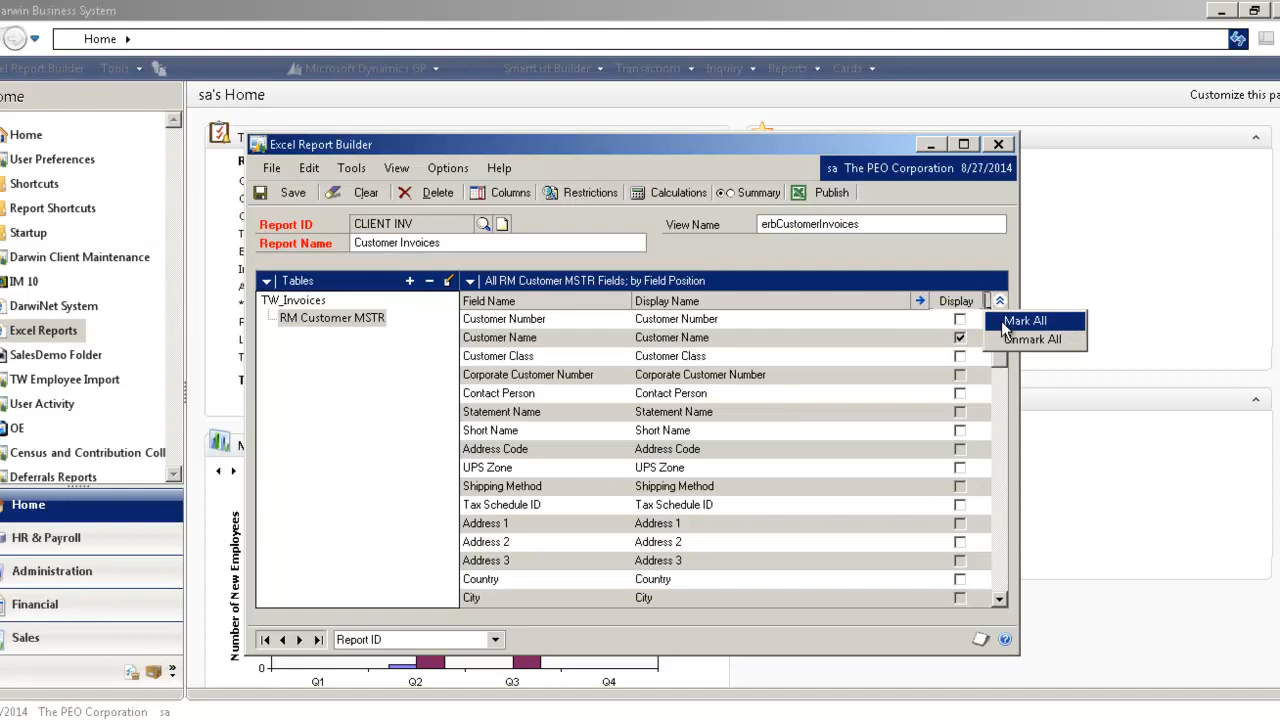 arwin Business System
Home
el Report Builder Tools Microsoft Dynamics GP SmartList Builder Transactions Inquiry Reports Cards
ome
sa's Home
Customize this pa
Home
User Preferences
Shortcuts
Report Shortcuts
Startup
Darwin Client Maintenance
IM 10
DarwiNet System
Excel Reports
SalesDemo Folder
TW Employee Import
User Activity
OE
Census and Contribution Coll
Deferrals Reports
Home
HR & Payroll
Administration
Financial
Sales
Excel Report Builder
File Edit Tools View Options Help
sa The PEO Corporation 8/27/2014
Save Clear Delete Columns Restrictions Calculations Summary Publish
Report ID CLIENT INV View Name erbCustomerInvoices
Report Name Customer Invoices
Tables
TW_Invoices
RM Customer MSTR
All RM Customer MSTR Fields; by Field Position
Field Name Display Name Display
Customer Number Customer Number
Customer Name Customer Name
Customer Class Customer Class
Corporate Customer Number Corporate Customer Number
Contact Person Contact Person
Statement Name Statement Name
Short Name Short Name
Address Code Address Code
UPS Zone UPS Zone
Shipping Method Shipping Method
Tax Schedule ID Tax Schedule ID
Address 1 Address 1
Address 2 Address 2
Address 3 Address 3
Country Country
City City
Mark All
Unmark All
Report ID
Number of New Employees
0
Q1 Q2 Q3 Q4
/2014 The PEO Corporation sa